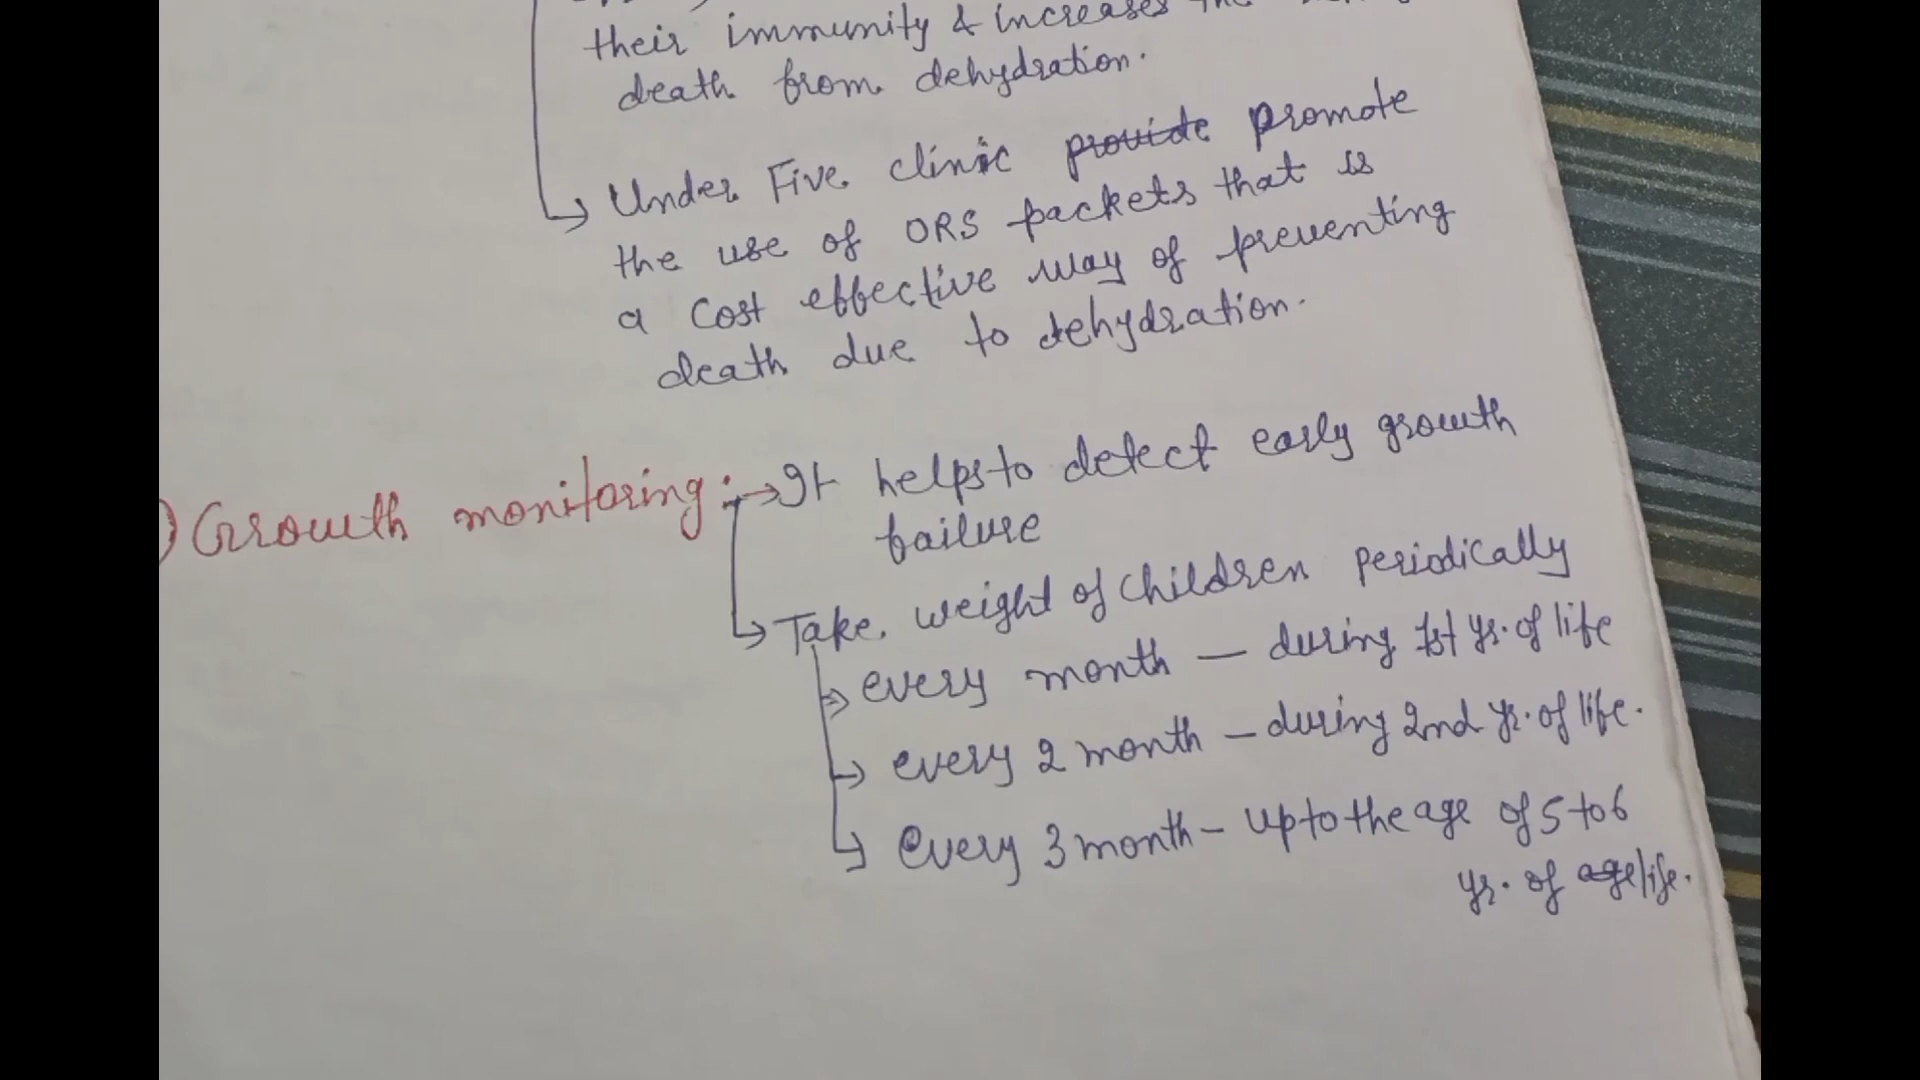 their immunity & increases the
death from dehydration.
Under Five clinic provide promote
the use of ORS packets that is
a cost effective way of preventing
death due to dehydration.
) Growth monitoring :→ It helps to detect early growth
failure
Take weight of children periodically
every month — during 1st yr. of life
every 2 month — during 2nd yr. of life.
every 3 month — up to the age of 5 to 6
yr. of age life.